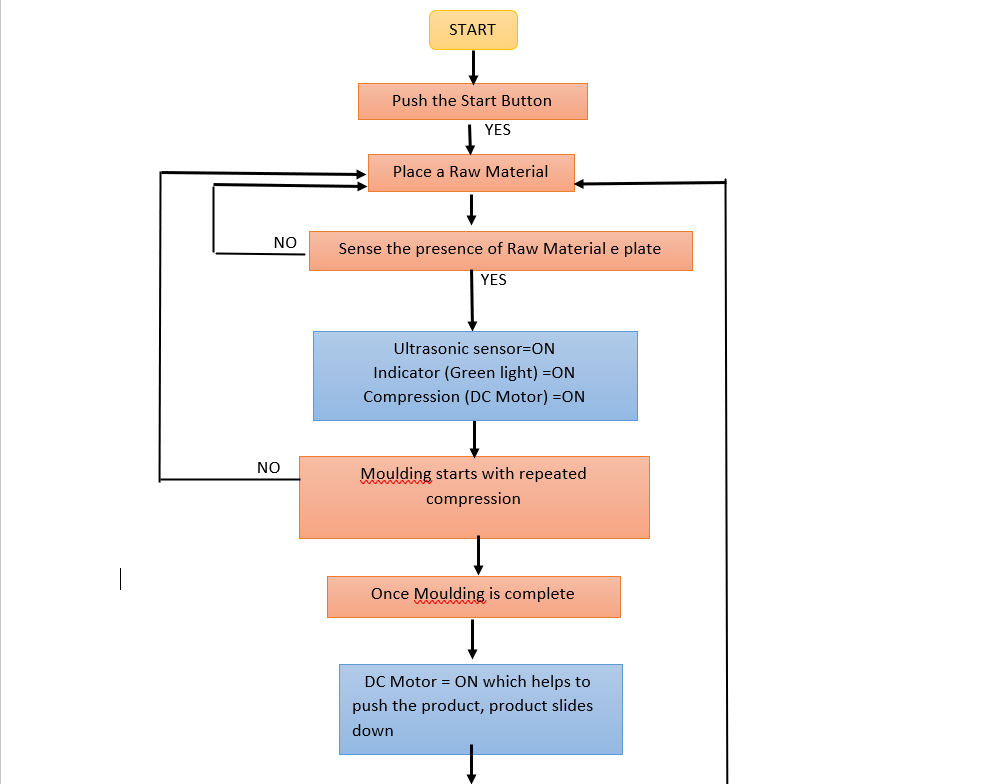 START
Push the Start Button
YES
Place a Raw Material
NO
Sense the presence of Raw Material e plate
YES
Ultrasonic sensor=ON
Indicator (Green light) =ON
Compression (DC Motor) =ON
NO
Moulding starts with repeated
compression
Once Moulding is complete
DC Motor = ON which helps to
push the product, product slides
down